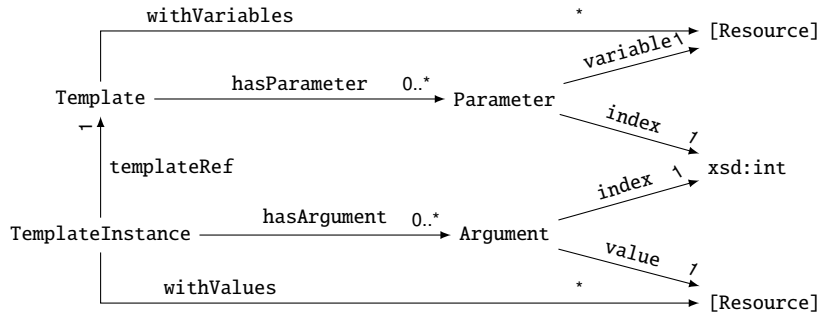 withVariables * [Resource]
variable 1
Template hasParameter 0..* Parameter
1 index 1
templateRef xsd:int
index 1
TemplateInstance hasArgument 0..* Argument
value 1
withValues * [Resource]